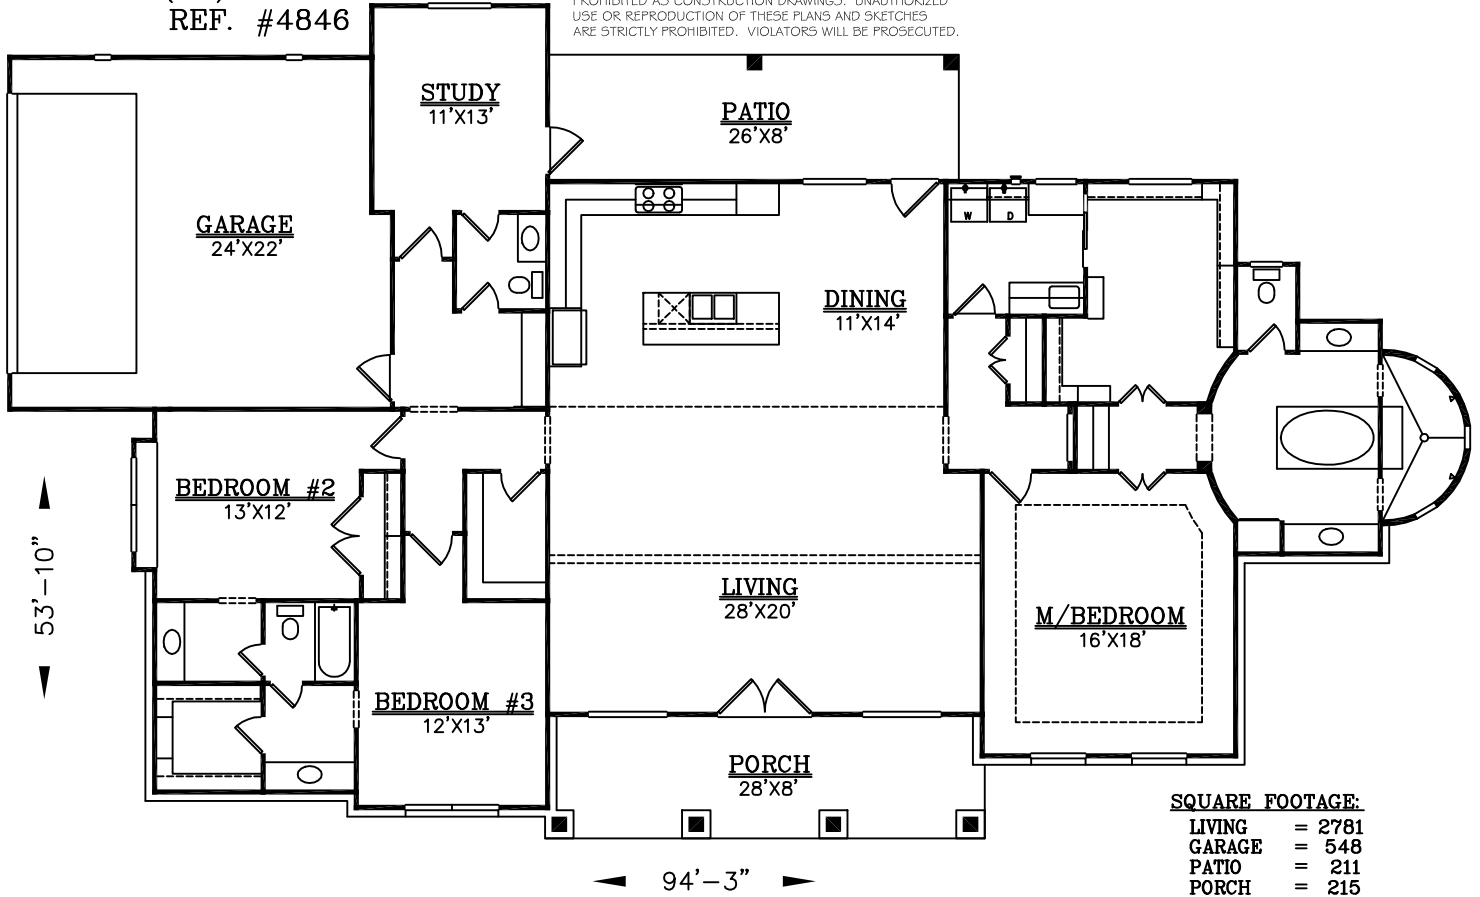 REF. #4846
PROHIBITED AS CONSTRUCTION DRAWINGS. UNAUTHORIZED
USE OR REPRODUCTION OF THESE PLANS AND SKETCHES
ARE STRICTLY PROHIBITED. VIOLATORS WILL BE PROSECUTED.
STUDY
11'X13'
PATIO
26'X8'
GARAGE
24'X22'
W
D
DINING
11'X14'
BEDROOM #2
13'X12'
53'-10"
LIVING
28'X20'
M/BEDROOM
16'X18'
BEDROOM #3
12'X13'
PORCH
28'X8'
94'-3"
SQUARE FOOTAGE:
LIVING = 2781
GARAGE = 548
PATIO = 211
PORCH = 215